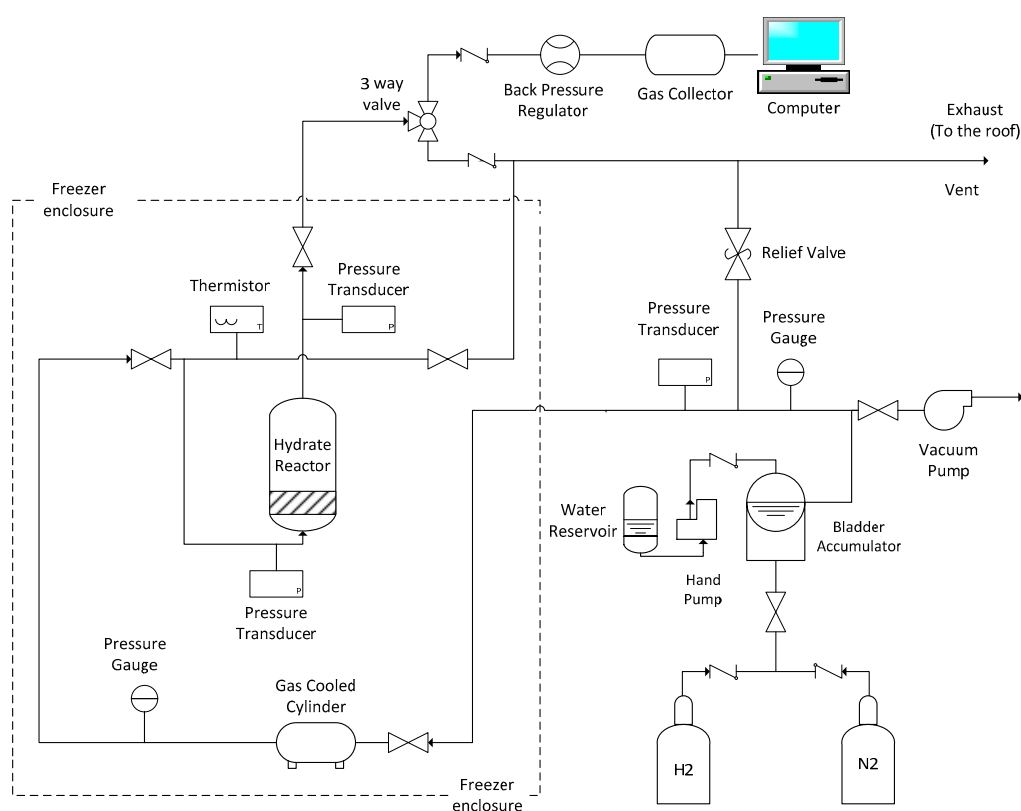 3 way
valve
Back Pressure
Regulator
Gas Collector
Computer
Exhaust
(To the roof)
Vent
Freezer
enclosure
Relief Valve
Thermistor
T
Pressure
Transducer
P
Pressure
Transducer
P
Pressure
Gauge
Hydrate
Reactor
Vacuum
Pump
Water
Reservoir
Bladder
Accumulator
Hand
Pump
P
Pressure
Transducer
Pressure
Gauge
Gas Cooled
Cylinder
H2
N2
Freezer
enclosure